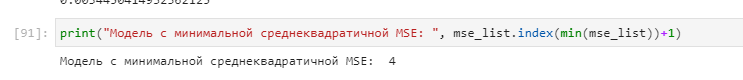 [91]: print("Модель с минимальной среднеквадратичной MSE: ", mse_list.index(min(mse_list))+1)
Модель с минимальной среднеквадратичной MSE:  4